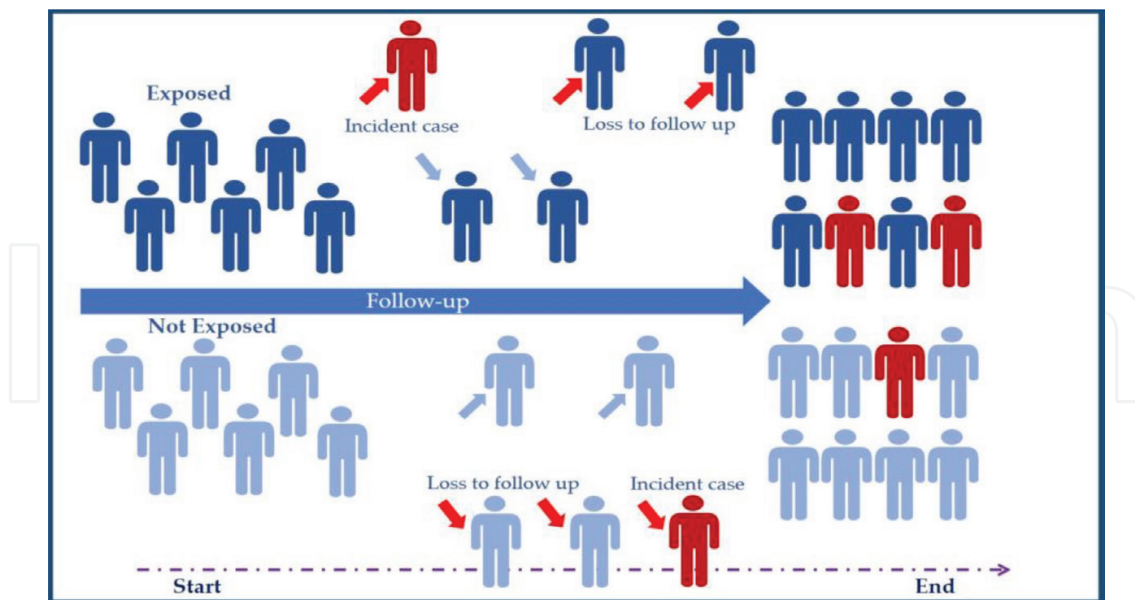 Exposed
Incident case
Loss to follow up
Follow-up
Not Exposed
Loss to follow up
Incident case
Start
End